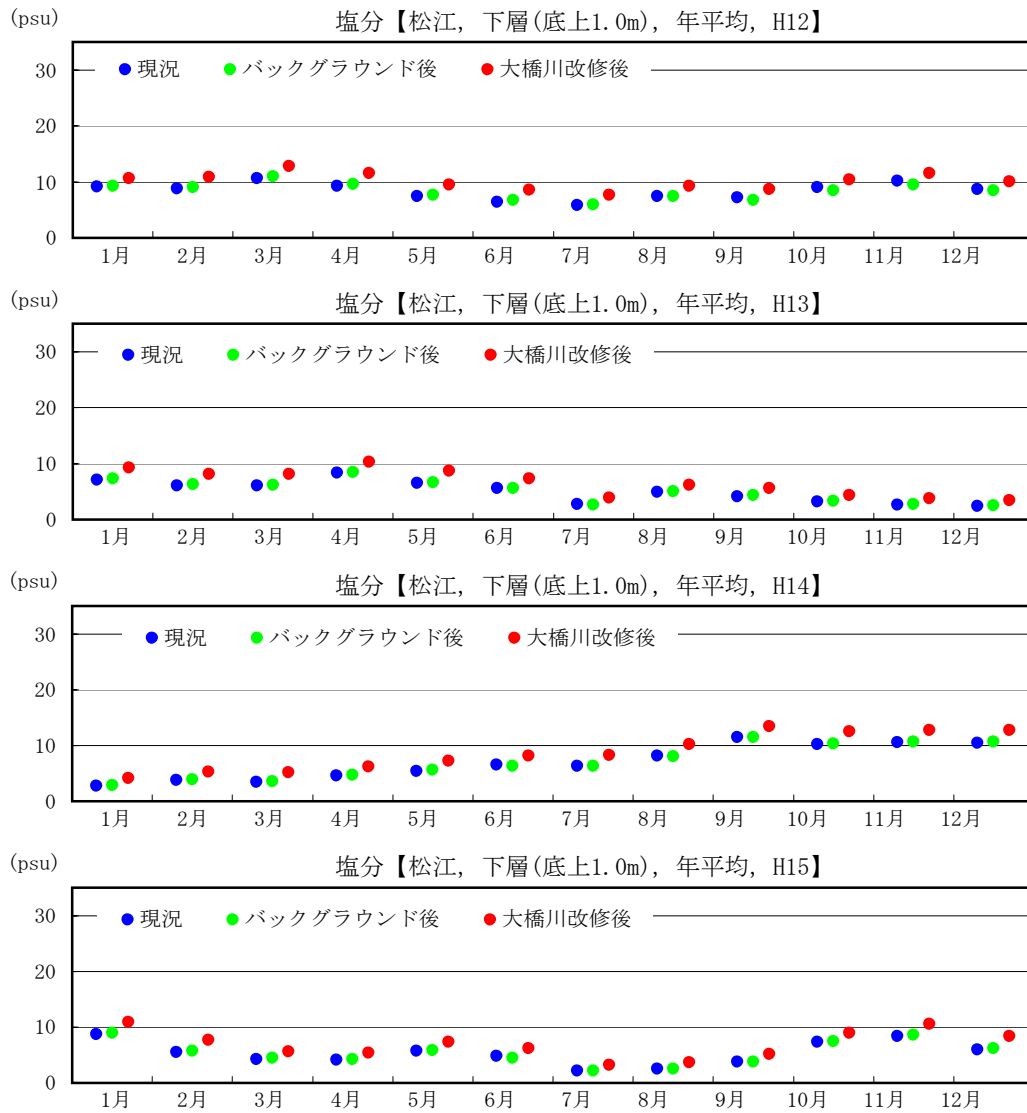 (psu) 塩分【松江, 下層(底上1.0m), 年平均, H12】
30 現況 バックグラウンド後 大橋川改修後
20
10
0
1月 2月 3月 4月 5月 6月 7月 8月 9月 10月 11月 12月
(psu) 塩分【松江, 下層(底上1.0m), 年平均, H13】
30 現況 バックグラウンド後 大橋川改修後
20
10
0
1月 2月 3月 4月 5月 6月 7月 8月 9月 10月 11月 12月
(psu) 塩分【松江, 下層(底上1.0m), 年平均, H14】
30 現況 バックグラウンド後 大橋川改修後
20
10
0
1月 2月 3月 4月 5月 6月 7月 8月 9月 10月 11月 12月
(psu) 塩分【松江, 下層(底上1.0m), 年平均, H15】
30 現況 バックグラウンド後 大橋川改修後
20
10
0
1月 2月 3月 4月 5月 6月 7月 8月 9月 10月 11月 12月